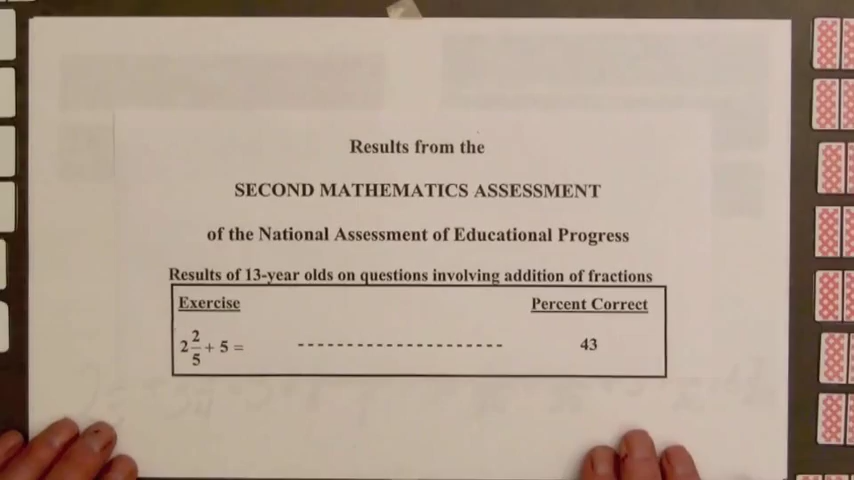 Results from the
SECOND MATHEMATICS ASSESSMENT
of the National Assessment of Educational Progress
Results of 13-year olds on questions involving addition of fractions
Exercise Percent Correct
2 2/5 + 5 = -------------------- 43